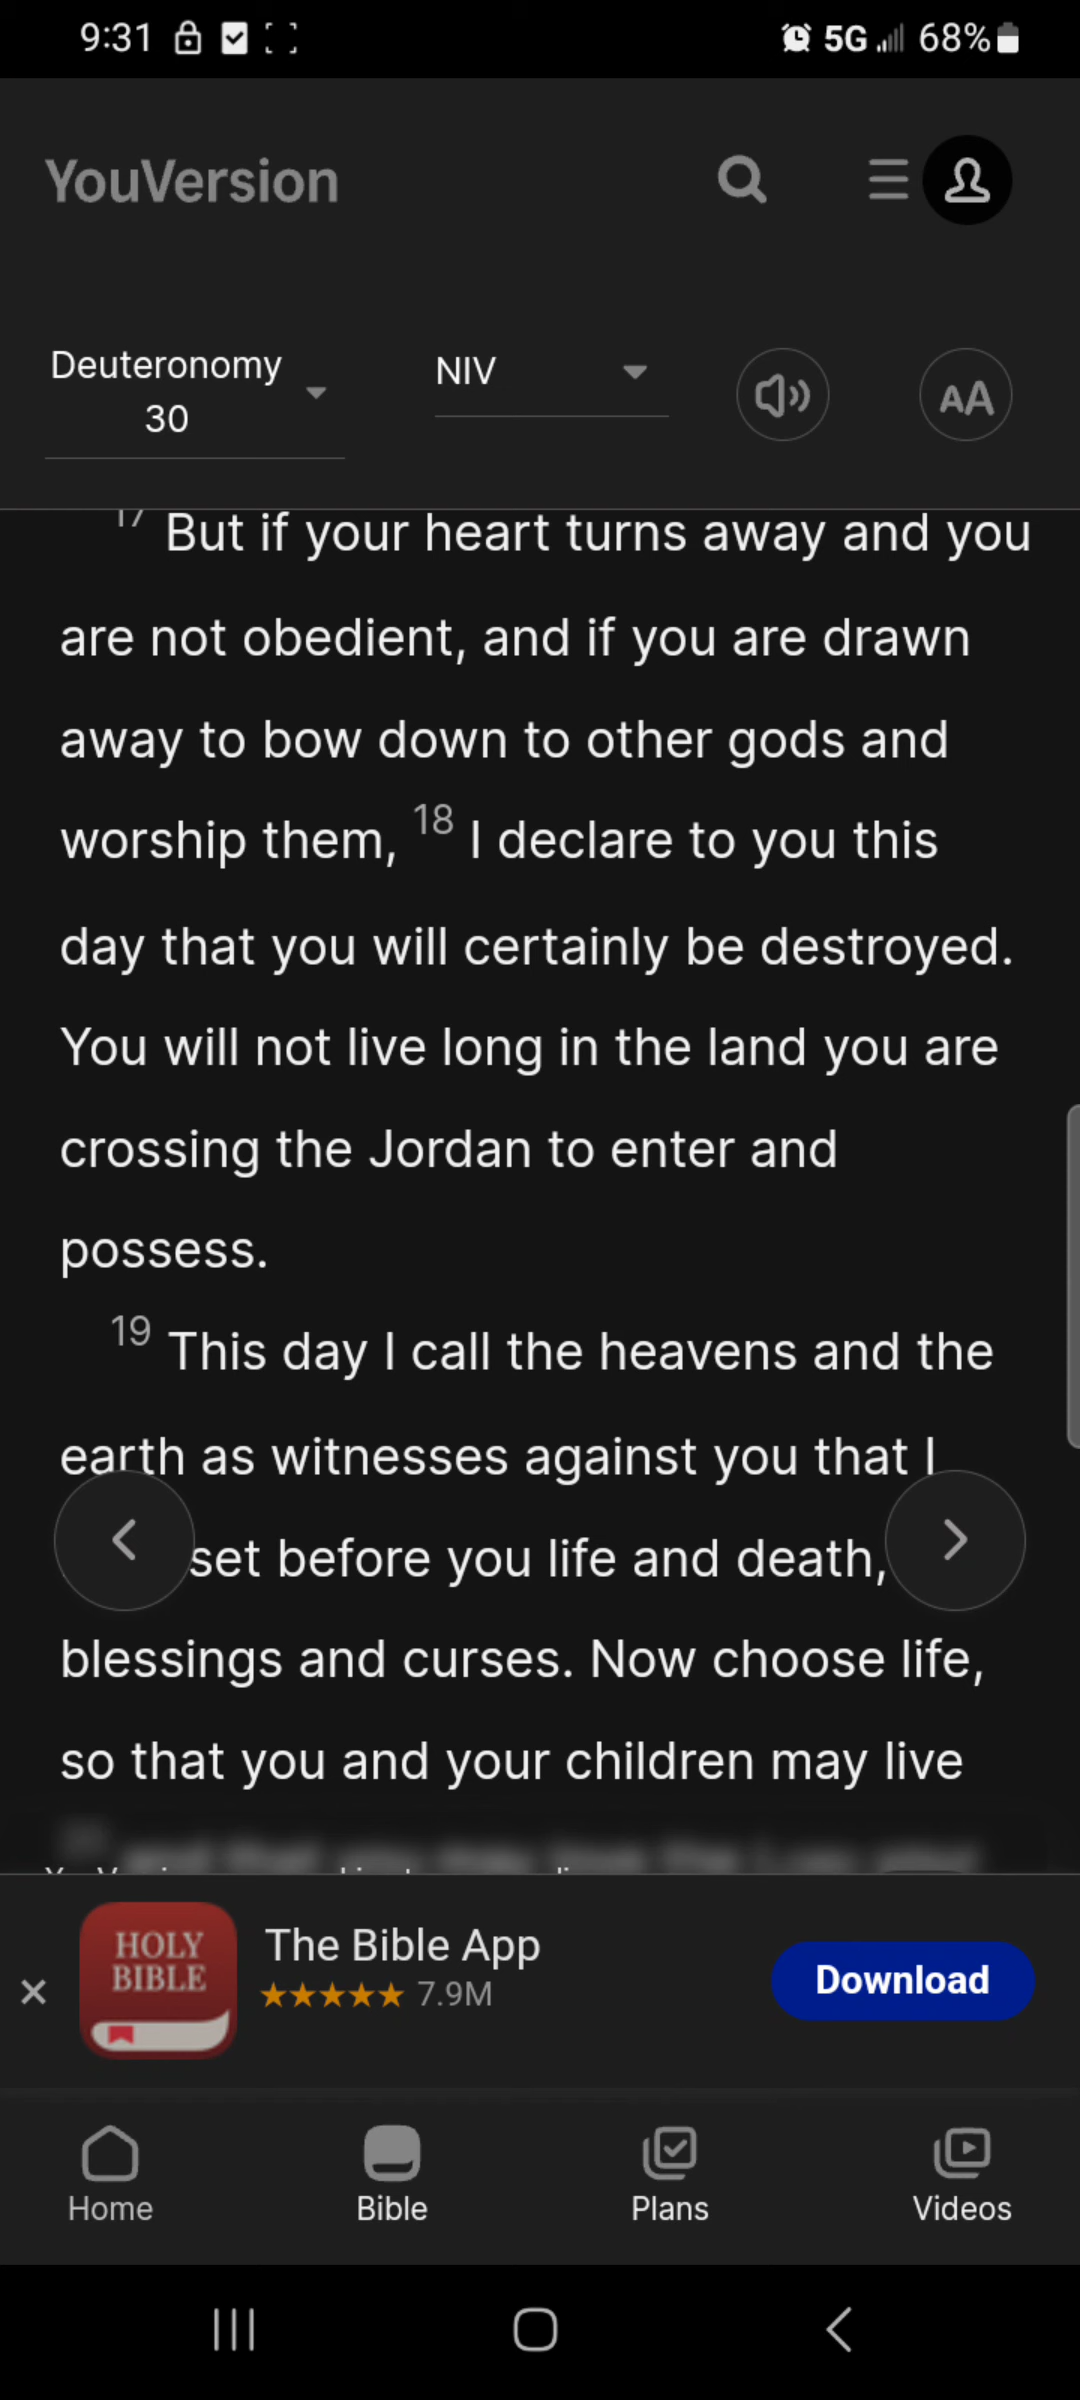 9:31
5G 68%
YouVersion
Deuteronomy
30
NIV
AA
17 But if your heart turns away and you
are not obedient, and if you are drawn
away to bow down to other gods and
worship them, 18 I declare to you this
day that you will certainly be destroyed.
You will not live long in the land you are
crossing the Jordan to enter and
possess.
19 This day I call the heavens and the
earth as witnesses against you that I
set before you life and death,
blessings and curses. Now choose life,
so that you and your children may live
HOLY
BIBLE
The Bible App
7.9M
Download
Home
Bible
Plans
Videos